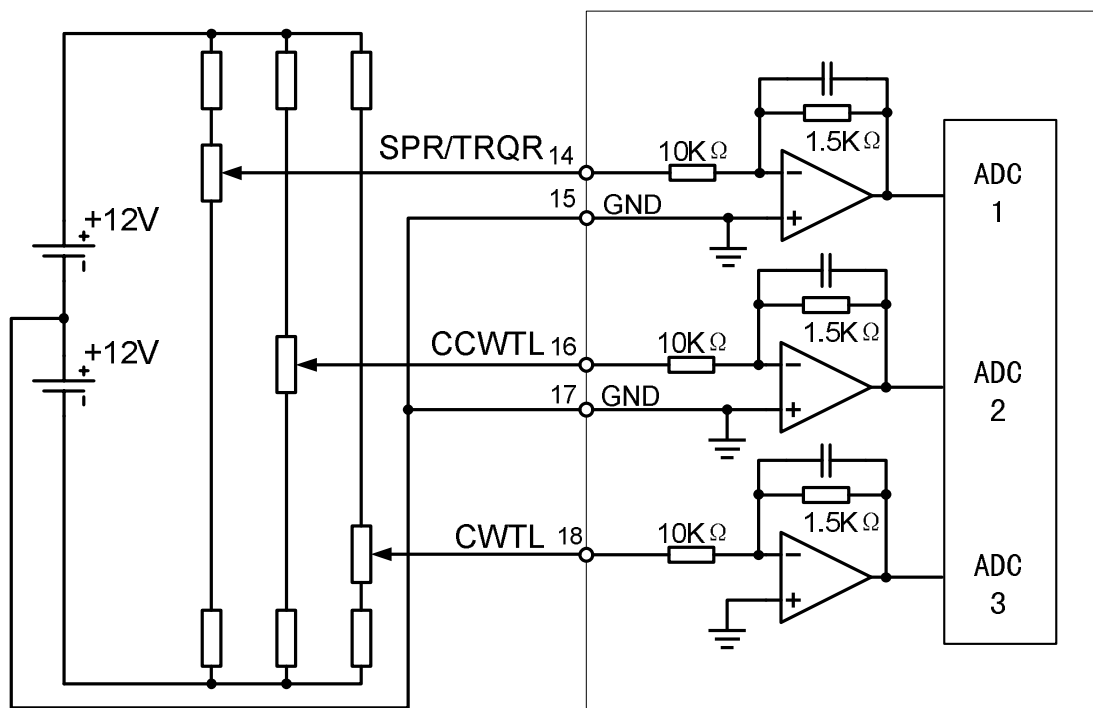 1.5KΩ
SPR/TRQR 14
10KΩ
−
+
ADC
1
15
GND
+12V
+
−
1.5KΩ
CCWTL 16
10KΩ
−
+
ADC
2
+12V
+
−
17
GND
1.5KΩ
CWTL 18
10KΩ
−
+
ADC
3